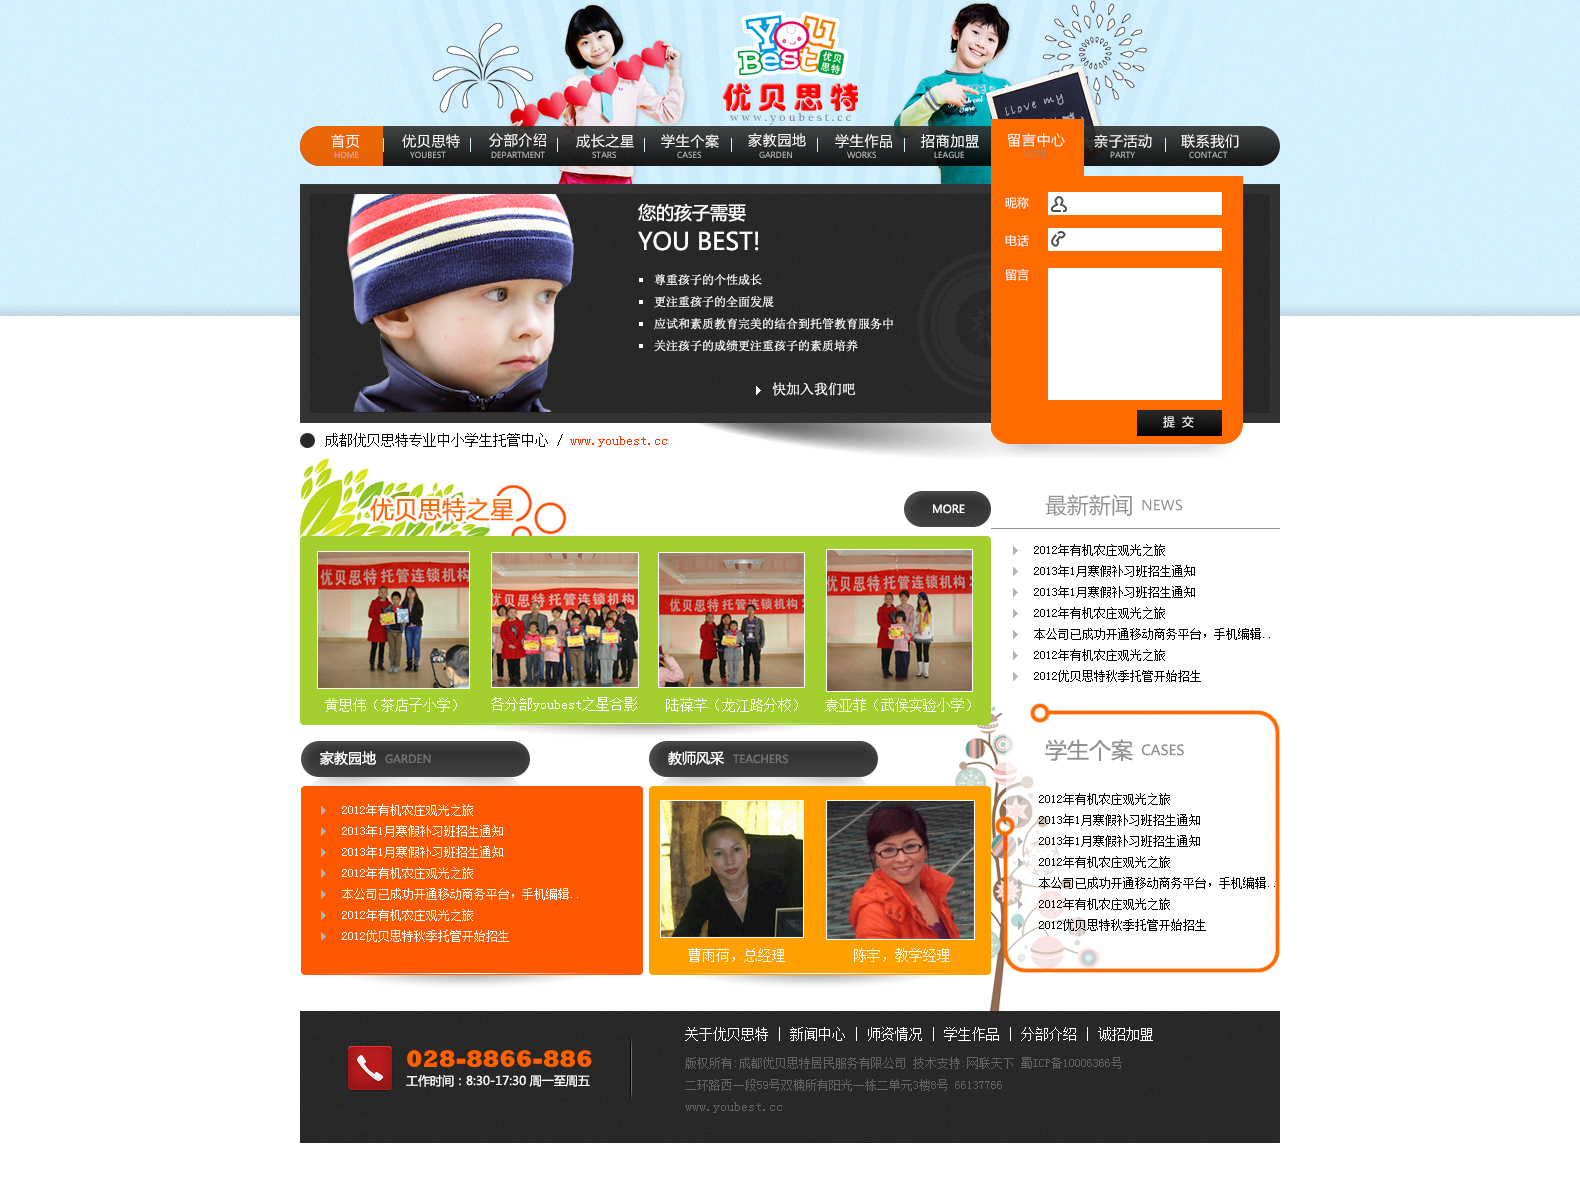 You Best 优贝思特
优贝思特
www.youbest.cc
I love my
首页 优贝思特 分部介绍 成长之星 学生个案 家教园地 学生作品 招商加盟 留言中心 亲子活动 联系我们
HOME YOUBEST DEPARTMENT STARS CASES GARDEN WORKS LEAGUE PARTY CONTACT
您的孩子需要
YOU BEST!
尊重孩子的个性成长
更注重孩子的全面发展
应试和素质教育完美的结合到托管教育服务中
关注孩子的成绩更注重孩子的素质培养
快加入我们吧
昵称
电话
留言
提 交
成都优贝思特专业中小学生托管中心 / www.youbest.cc
优贝思特之星
MORE
优贝思特托管连锁机构
优贝思特托管连锁机构
贝思特托管连锁机构
优贝思特托管连锁机构
黄思伟（茶店子小学）
各分部youbest之星合影
陆葆芊（龙江路分校）
袁亚菲（武侯实验小学）
最新新闻 NEWS
2012年有机农庄观光之旅
2013年1月寒假补习班招生通知
2013年1月寒假补习班招生通知
2012年有机农庄观光之旅
本公司已成功开通移动商务平台，手机编辑..
2012年有机农庄观光之旅
2012优贝思特秋季托管开始招生
家教园地 GARDEN
2012年有机农庄观光之旅
2013年1月寒假补习班招生通知
2013年1月寒假补习班招生通知
2012年有机农庄观光之旅
本公司已成功开通移动商务平台，手机编辑..
2012年有机农庄观光之旅
2012优贝思特秋季托管开始招生
教师风采 TEACHERS
曹雨荷，总经理
陈宇，教学经理
学生个案 CASES
2012年有机农庄观光之旅
2013年1月寒假补习班招生通知
2013年1月寒假补习班招生通知
2012年有机农庄观光之旅
本公司已成功开通移动商务平台，手机编辑..
2012年有机农庄观光之旅
2012优贝思特秋季托管开始招生
028-8866-886
工作时间：8:30-17:30 周一至周五
关于优贝思特 | 新闻中心 | 师资情况 | 学生作品 | 分部介绍 | 诚招加盟
版权所有:成都优贝思特居民服务有限公司 技术支持:网联天下 蜀ICP备10006366号
二环路西一段59号双楠所有阳光一栋二单元3楼8号 66137766
www.youbest.cc